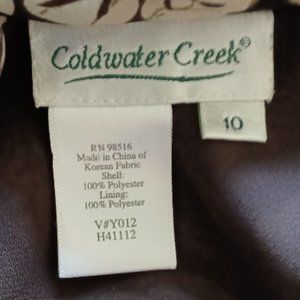 Coldwater Creek®
10
RN 98516
Made in China of
Korean Fabric
Shell:
100% Polyester
Lining:
100% Polyester
V#Y012
H41112